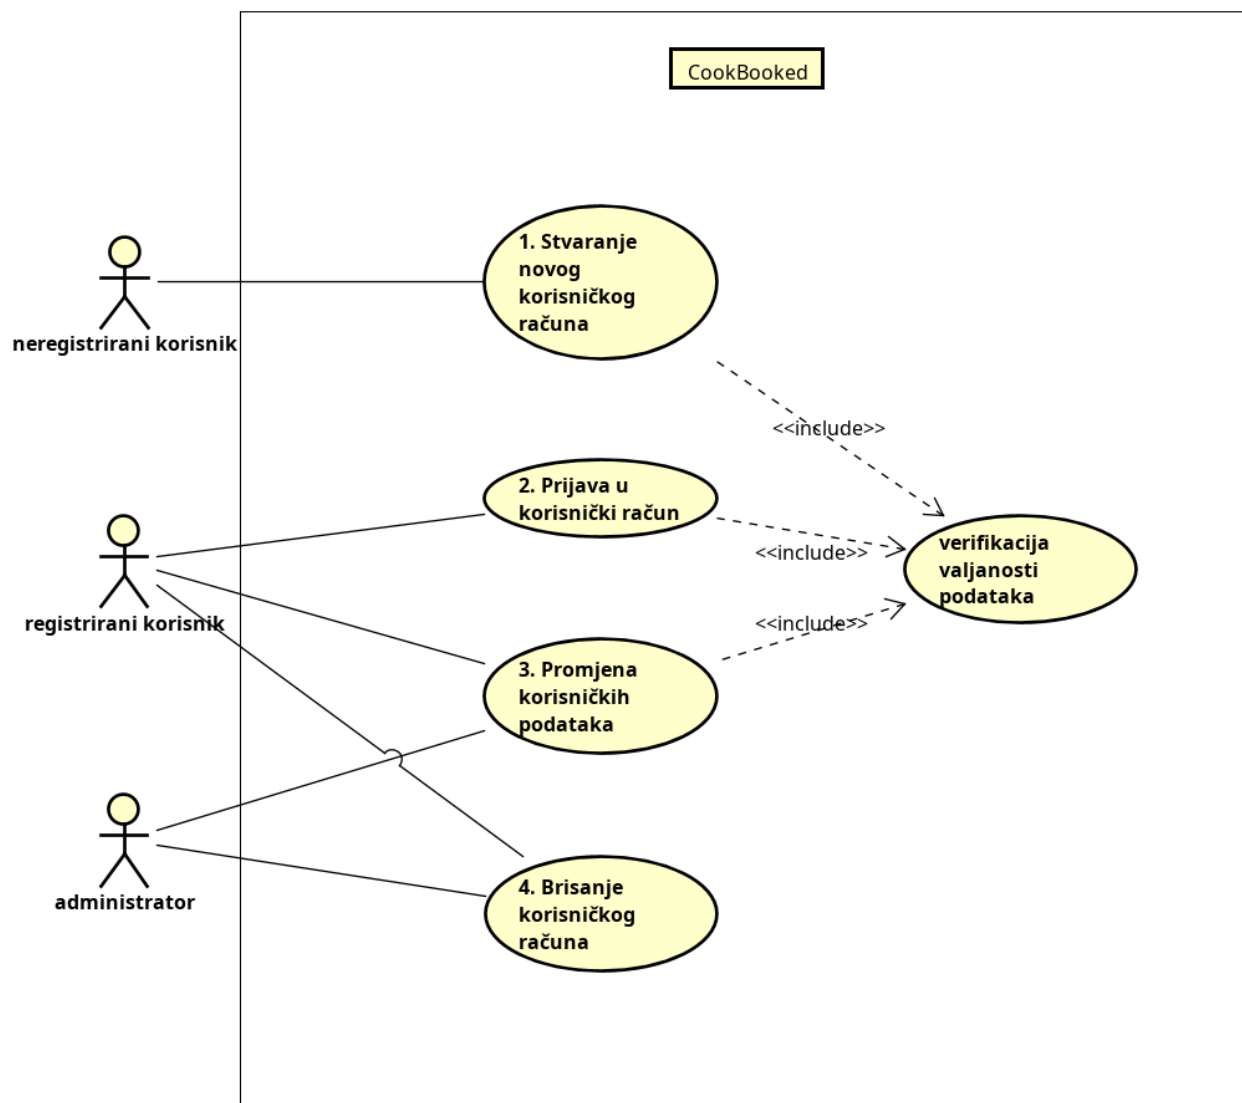 CookBooked
1. Stvaranje
novog
korisničkog
računa
neregistrirani korisnik
<<include>>
2. Prijava u
korisnički račun
<<include>>
verifikacija
valjanosti
podataka
registrirani korisnik
<<include>>
3. Promjena
korisničkih
podataka
4. Brisanje
korisničkog
računa
administrator